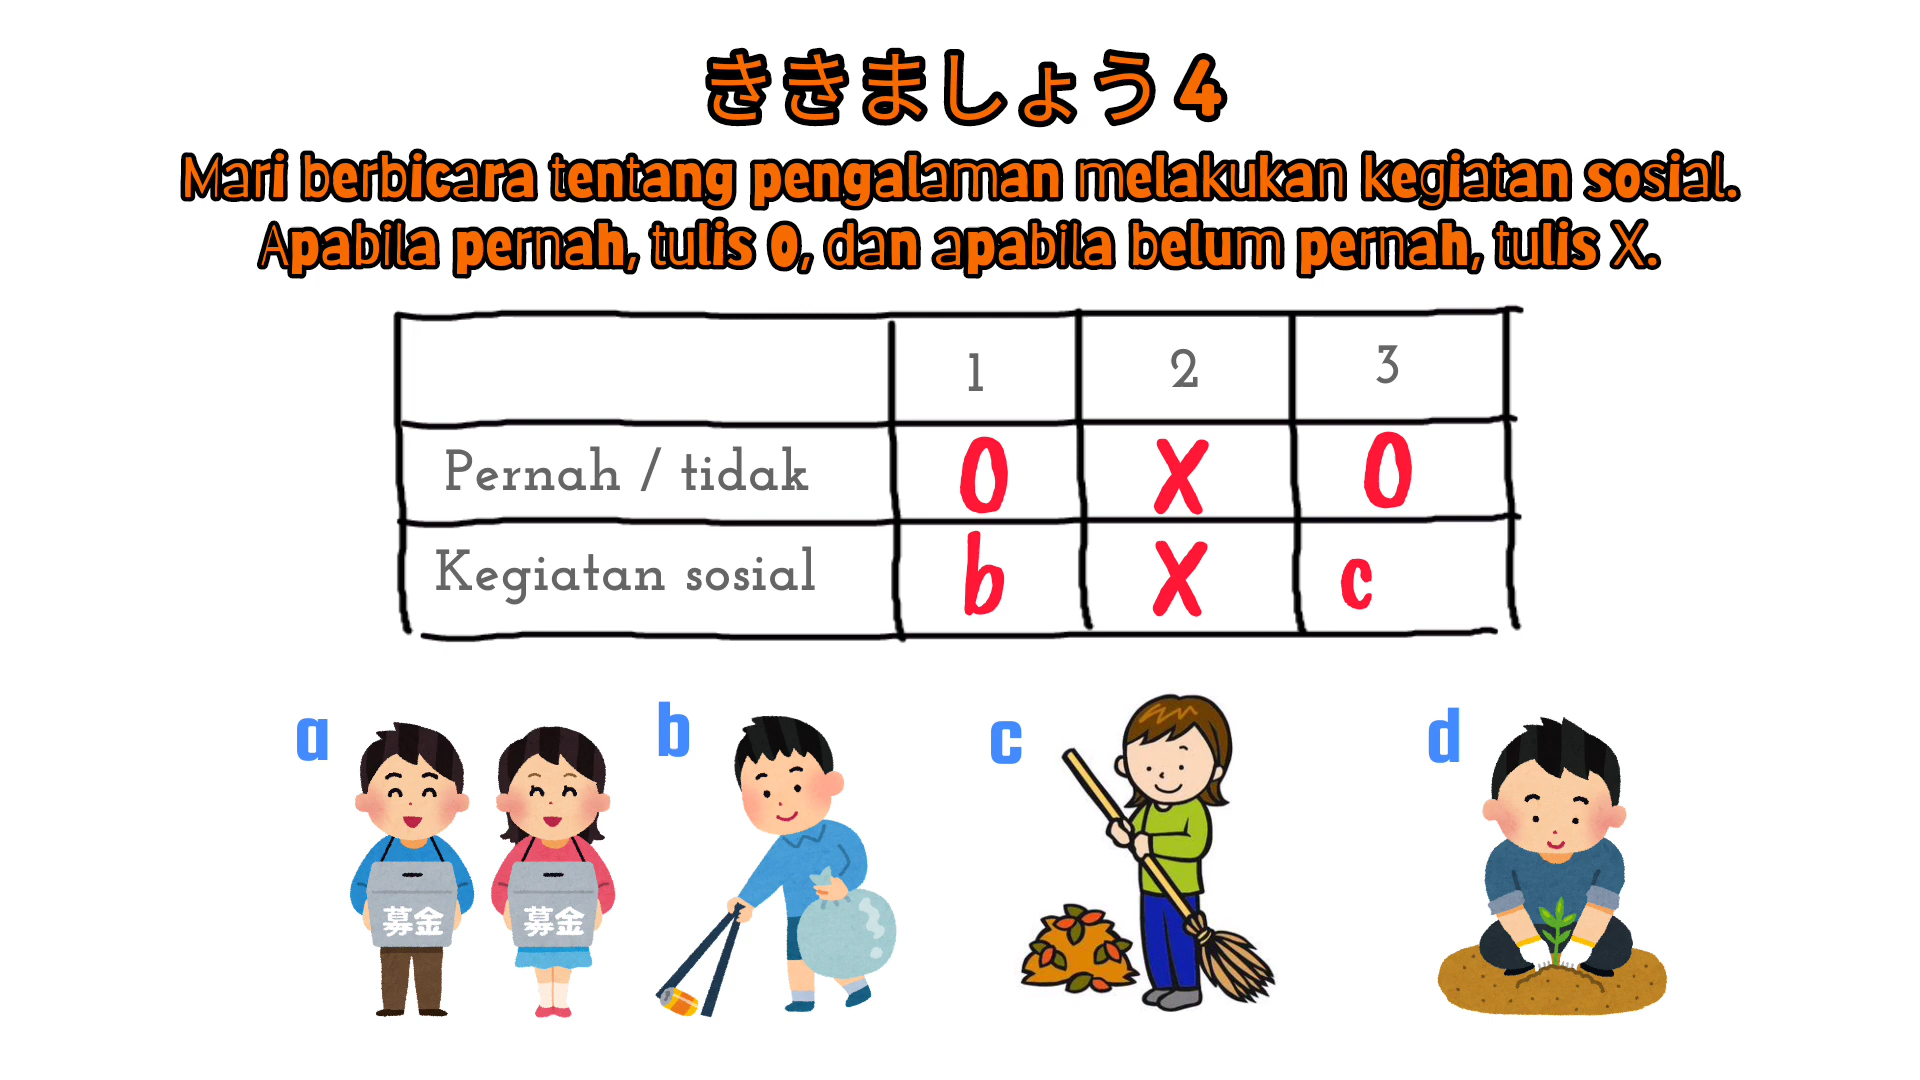 ききましょう4
Mari berbicara tentang pengalaman melakukan kegiatan sosial.
Apabila pernah, tulis O, dan apabila belum pernah, tulis X.
1 2 3
Pernah / tidak O X O
Kegiatan sosial b X c
a b c d
募金 募金